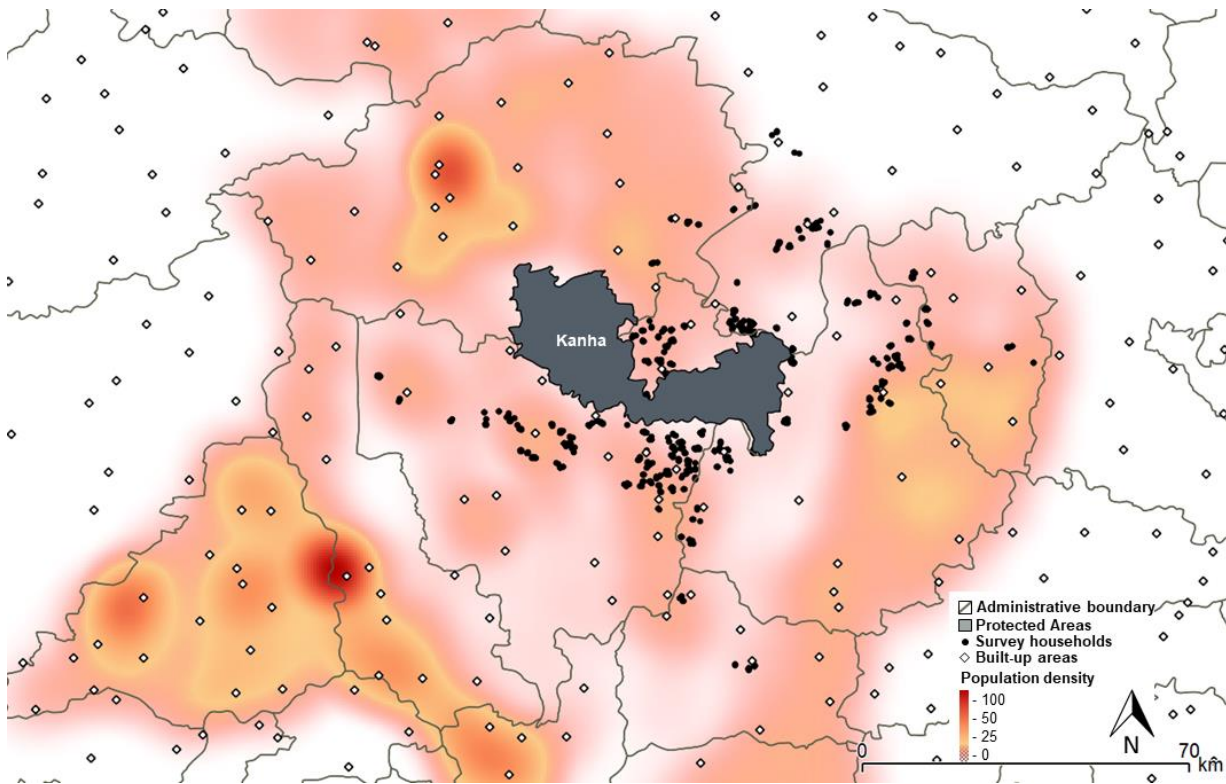 Kanha
Administrative boundary
Protected Areas
Survey households
Built-up areas
Population density
- 100
- 50
- 25
- 0
N
0 70
km